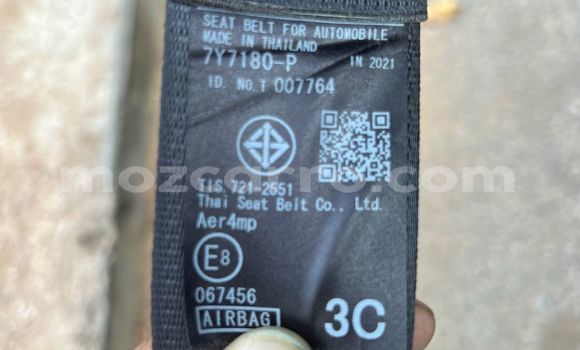 SEAT BELT FOR AUTOMOBILE
MADE IN THAILAND
7Y7180-P IN 2021
ID. NO.T 007764
TIS 721-2551
mozcarro.com
Thai Seat Belt Co., Ltd.
Aer4mp
E8
067456
AIRBAG 3C